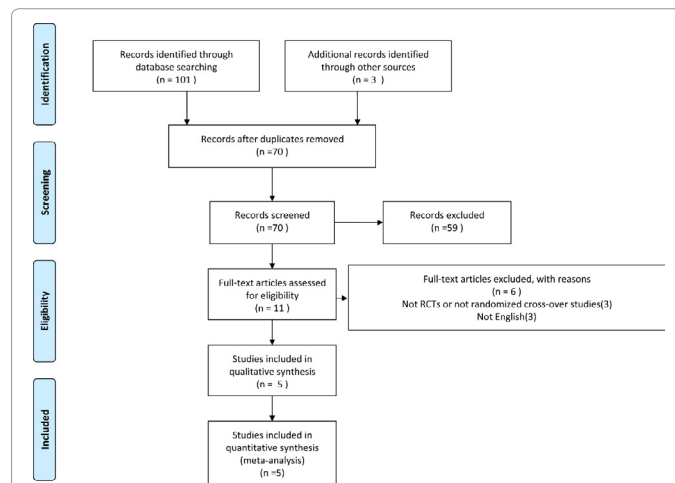 Identification
Records identified through
database searching
(n = 101 )
Additional records identified
through other sources
(n = 3 )
Records after duplicates removed
(n =70 )
Screening
Records screened
(n =70 )
Records excluded
(n =59 )
Eligibility
Full-text articles assessed
for eligibility
(n = 11 )
Full-text articles excluded, with reasons
(n = 6 )
Not RCTs or not randomized cross-over studies(3)
Not English(3)
Studies included in
qualitative synthesis
(n = 5 )
Included
Studies included in
quantitative synthesis
(meta-analysis)
(n =5)